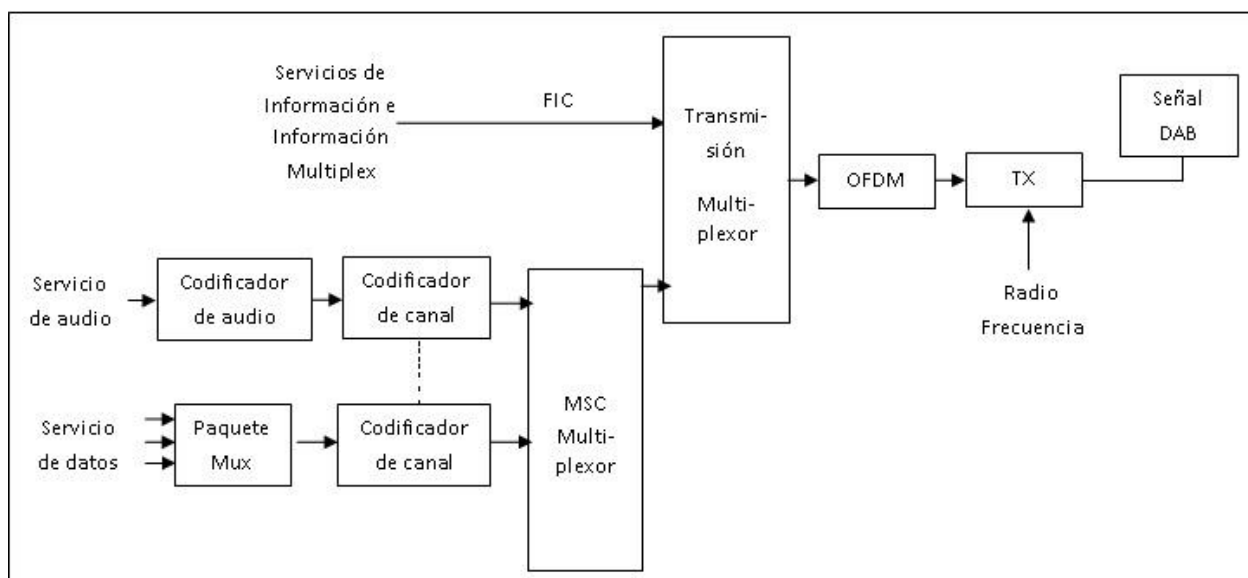 Servicios de
Información e
Información
Multiplex
FIC
Transmi-
sión
Multi-
plexor
OFDM
TX
Señal
DAB
Radio
Frecuencia
Servicio
de audio
Codificador
de audio
Codificador
de canal
Servicio
de datos
Paquete
Mux
Codificador
de canal
MSC
Multi-
plexor